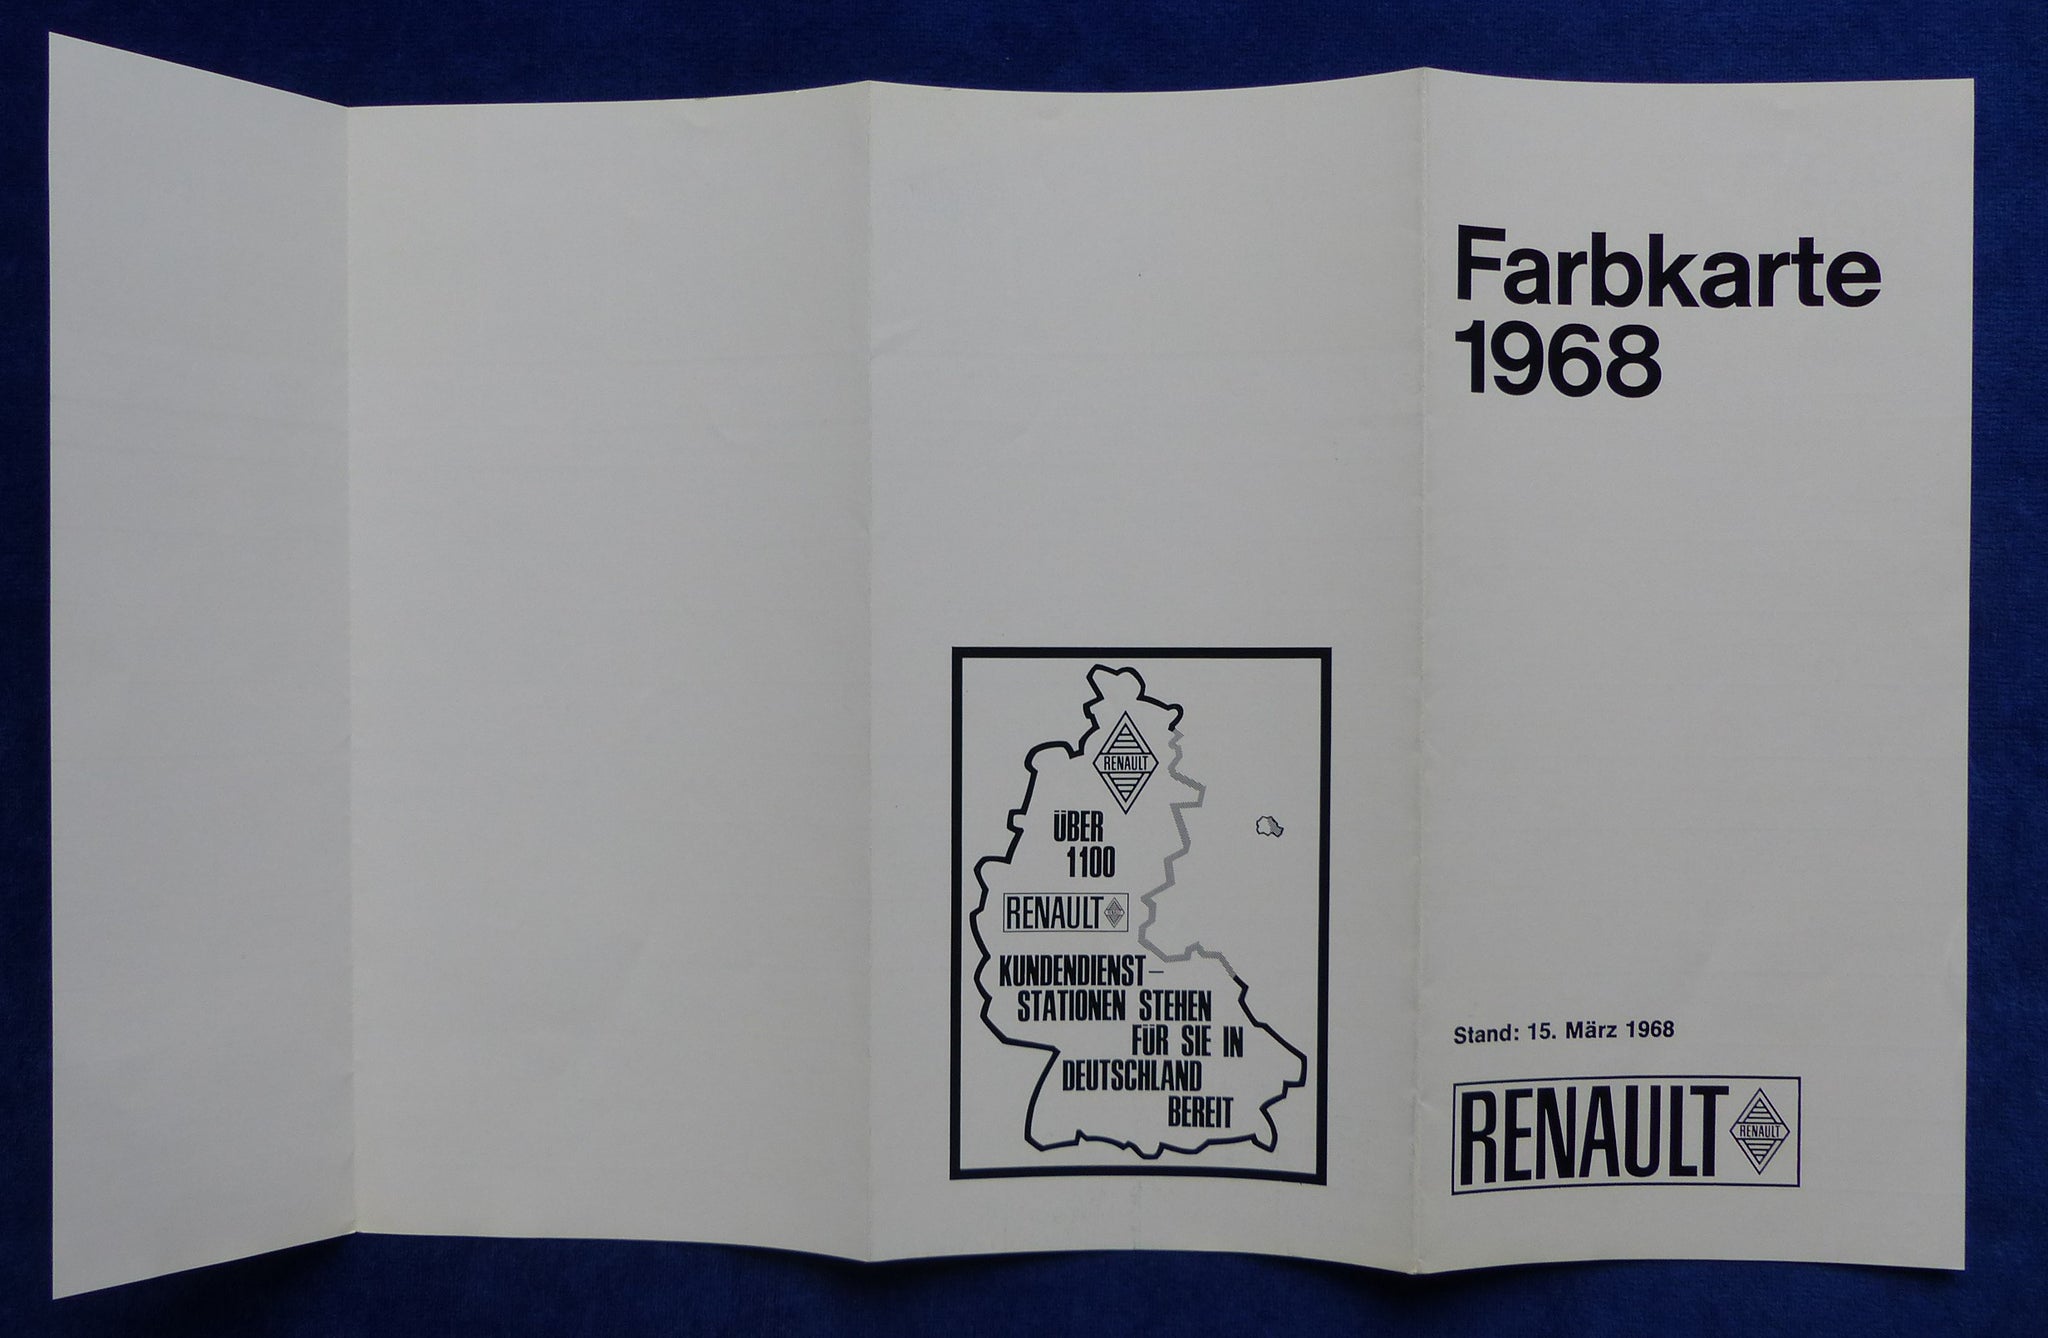 Farbkarte
1968
Stand: 15. März 1968
RENAULT
RENAULT
RENAULT
ÜBER
1100
RENAULT
KUNDENDIENST–
STATIONEN STEHEN
FÜR SIE IN
DEUTSCHLAND
BEREIT